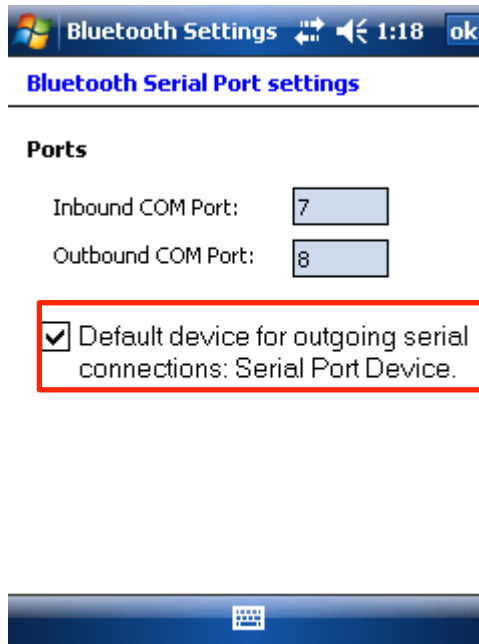 Bluetooth Settings 1:18 ok
Bluetooth Serial Port settings
Ports
Inbound COM Port: 7
Outbound COM Port: 8
Default device for outgoing serial
connections: Serial Port Device.